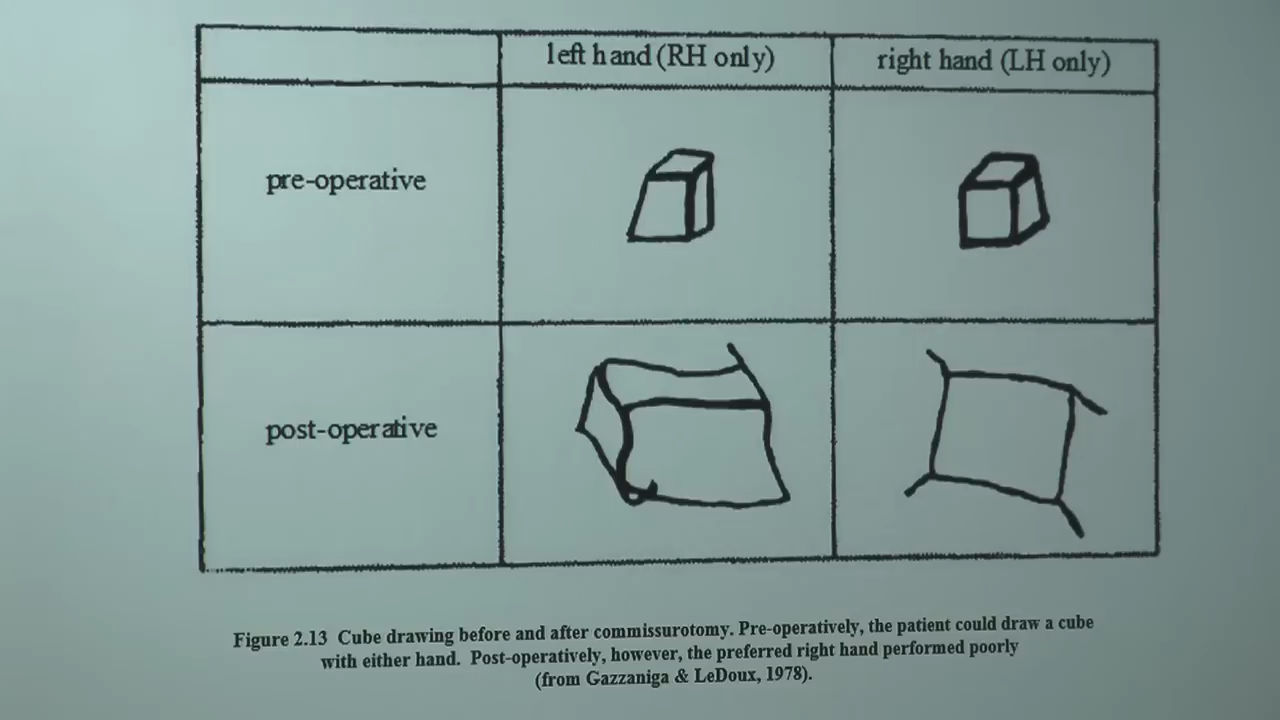 left hand (RH only)
right hand (LH only)
pre-operative
post-operative
Figure 2.13 Cube drawing before and after commissurotomy. Pre-operatively, the patient could draw a cube
with either hand. Post-operatively, however, the preferred right hand performed poorly
(from Gazzaniga & LeDoux, 1978).